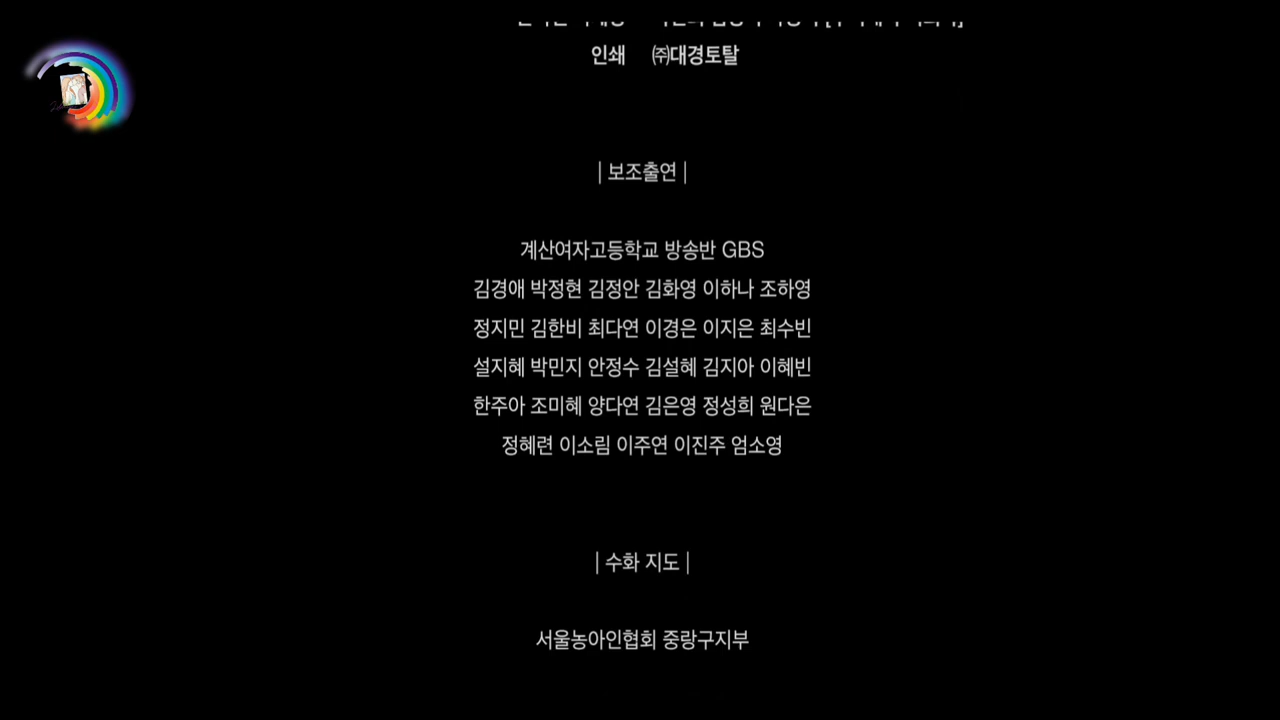 인쇄 ㈜대경토탈
| 보조출연 |
계산여자고등학교 방송반 GBS
김경애 박정현 김정안 김화영 이하나 조하영
정지민 김한비 최다연 이경은 이지은 최수빈
설지혜 박민지 안정수 김설혜 김지아 이혜빈
한주아 조미혜 양다연 김은영 정성희 원다은
정혜련 이소림 이주연 이진주 엄소영
| 수화 지도 |
서울농아인협회 중랑구지부